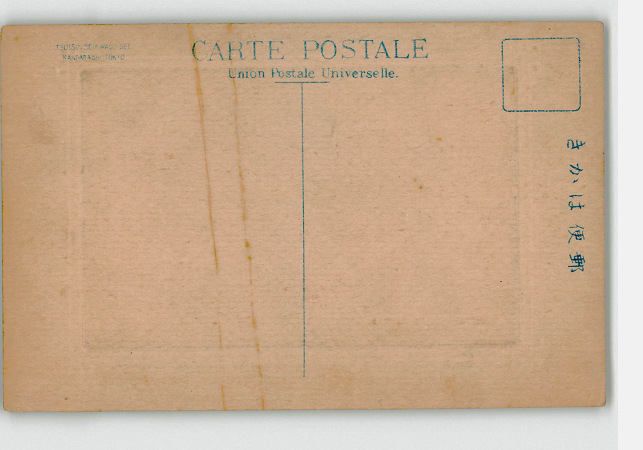 CARTE POSTALE
Union Postale Universelle.
きかは便郵